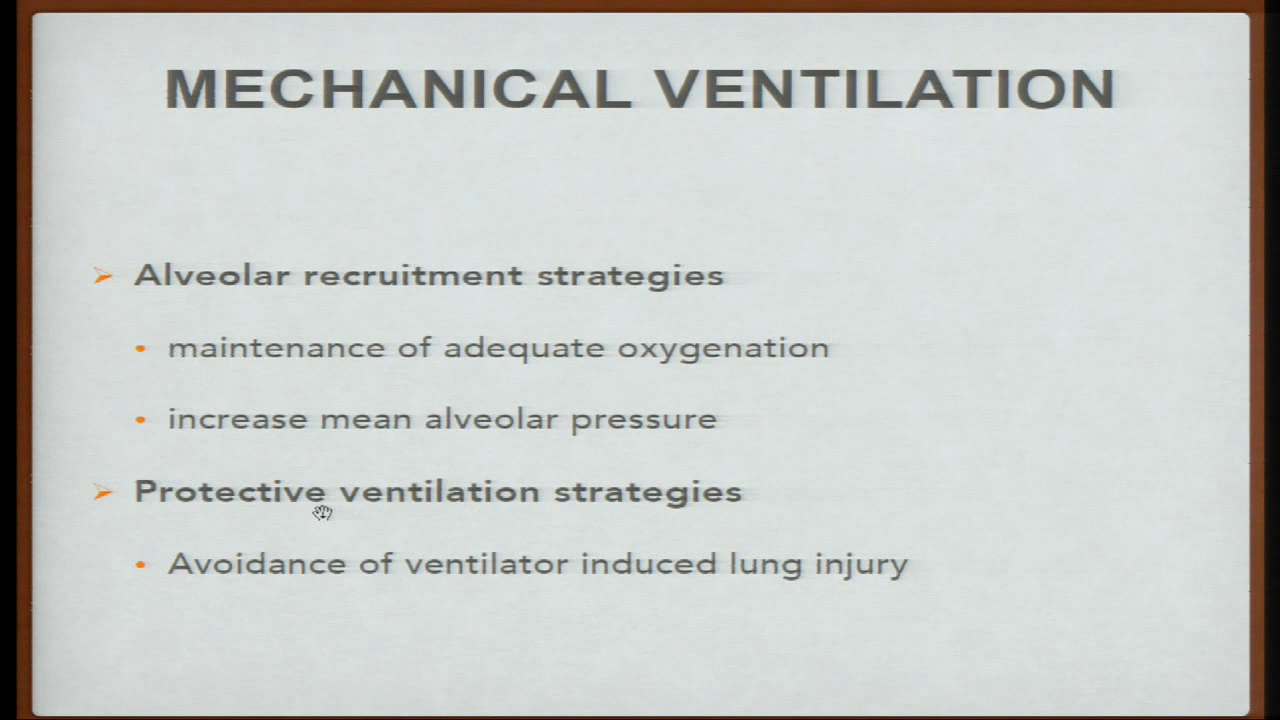 MECHANICAL VENTILATION
Alveolar recruitment strategies
maintenance of adequate oxygenation
increase mean alveolar pressure
Protective ventilation strategies
Avoidance of ventilator induced lung injury